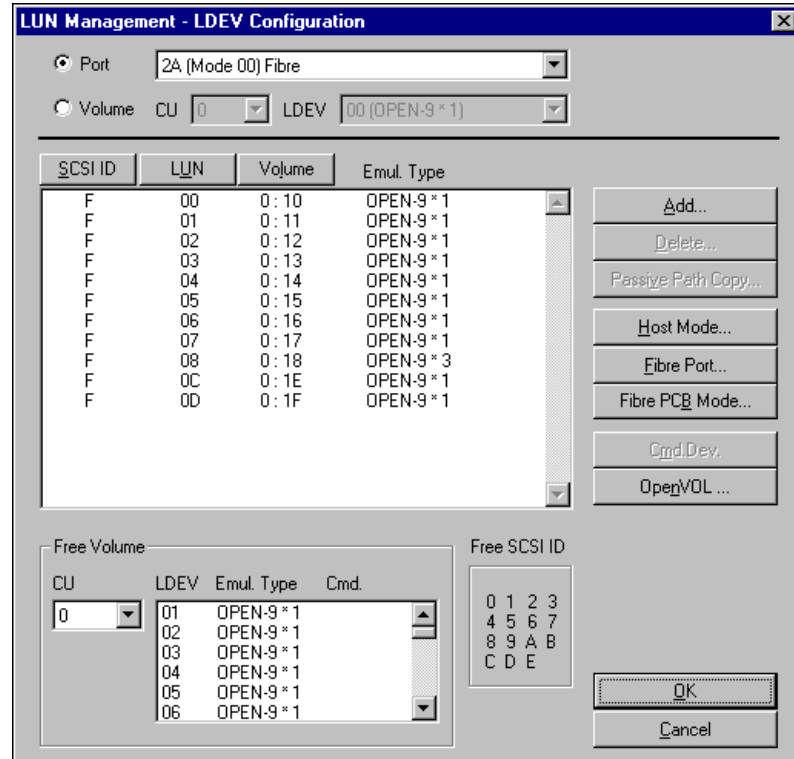 LUN Management - LDEV Configuration
Port 2A (Mode 00) Fibre
Volume CU 0 LDEV 00 (OPEN-9 * 1)
SCSI ID LUN Volume Emul. Type
F 00 0 : 10 OPEN-9 * 1
F 01 0 : 11 OPEN-9 * 1
F 02 0 : 12 OPEN-9 * 1
F 03 0 : 13 OPEN-9 * 1
F 04 0 : 14 OPEN-9 * 1
F 05 0 : 15 OPEN-9 * 1
F 06 0 : 16 OPEN-9 * 1
F 07 0 : 17 OPEN-9 * 1
F 08 0 : 18 OPEN-9 * 3
F 0C 0 : 1E OPEN-9 * 1
F 0D 0 : 1F OPEN-9 * 1
Add...
Delete...
Passive Path Copy...
Host Mode...
Fibre Port...
Fibre PCB Mode...
Cmd.Dev.
OpenVOL ...
Free Volume
CU LDEV Emul. Type Cmd.
0
01 OPEN-9 * 1
02 OPEN-9 * 1
03 OPEN-9 * 1
04 OPEN-9 * 1
05 OPEN-9 * 1
06 OPEN-9 * 1
Free SCSI ID
0 1 2 3
4 5 6 7
8 9 A B
C D E
OK
Cancel